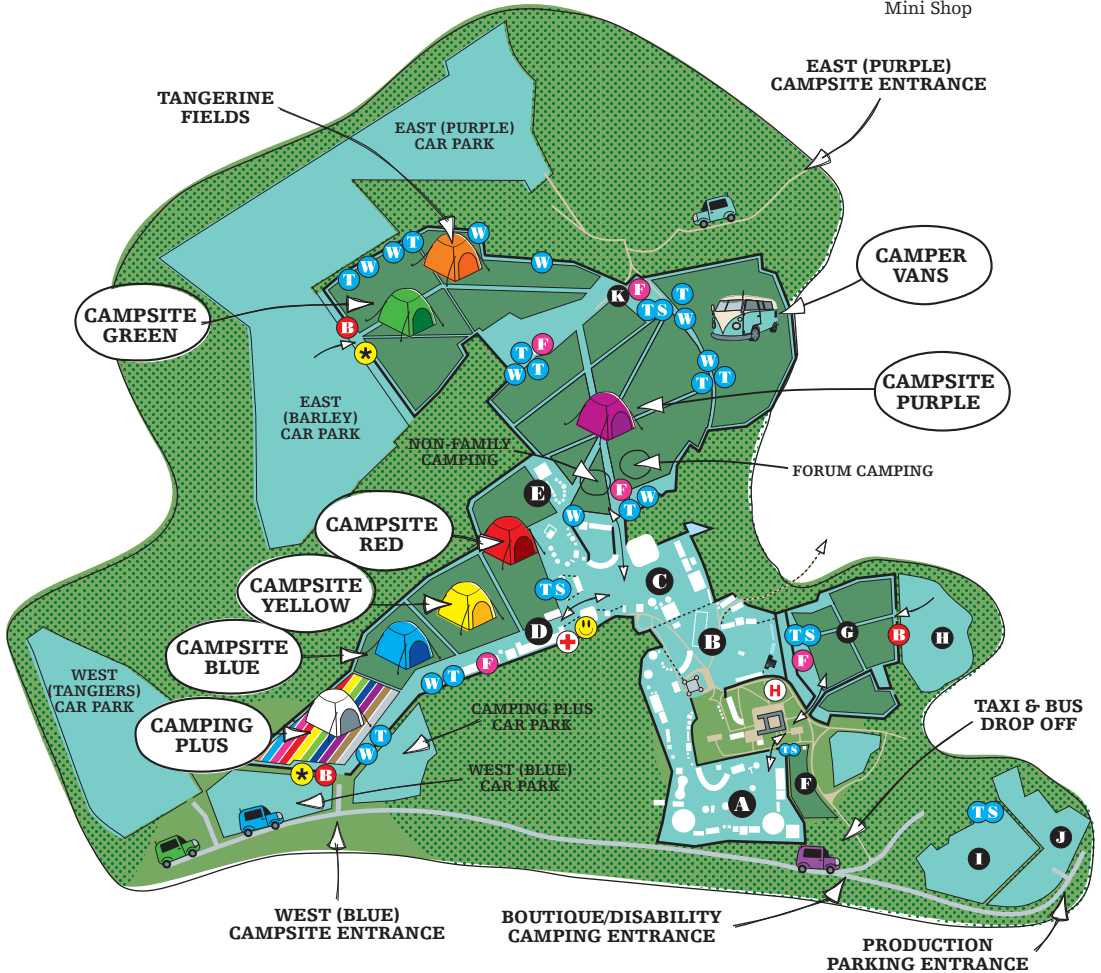 Mini Shop
EAST (PURPLE)
CAMPSITE ENTRANCE
TANGERINE
FIELDS
EAST (PURPLE)
CAR PARK
W
T
W
W
T
W
CAMPER
VANS
K
F
T
T S
W
CAMPSITE
GREEN
B
*
T
F
W
T
W
T
T
CAMPSITE
PURPLE
EAST
(BARLEY)
CAR PARK
NON-FAMILY
CAMPING
FORUM CAMPING
E
F
W
T
W
CAMPSITE
RED
CAMPSITE
YELLOW
T S
C
D
B
T S
G
B
H
F
CAMPSITE
BLUE
W
T
F
H
WEST
(TANGIERS)
CAR PARK
CAMPING
PLUS
CAMPING PLUS
CAR PARK
TAXI & BUS
DROP OFF
T
W
T S
*
B
WEST (BLUE)
CAR PARK
F
A
T S
J
I
WEST (BLUE)
CAMPSITE ENTRANCE
BOUTIQUE/DISABILITY
CAMPING ENTRANCE
PRODUCTION
PARKING ENTRANCE